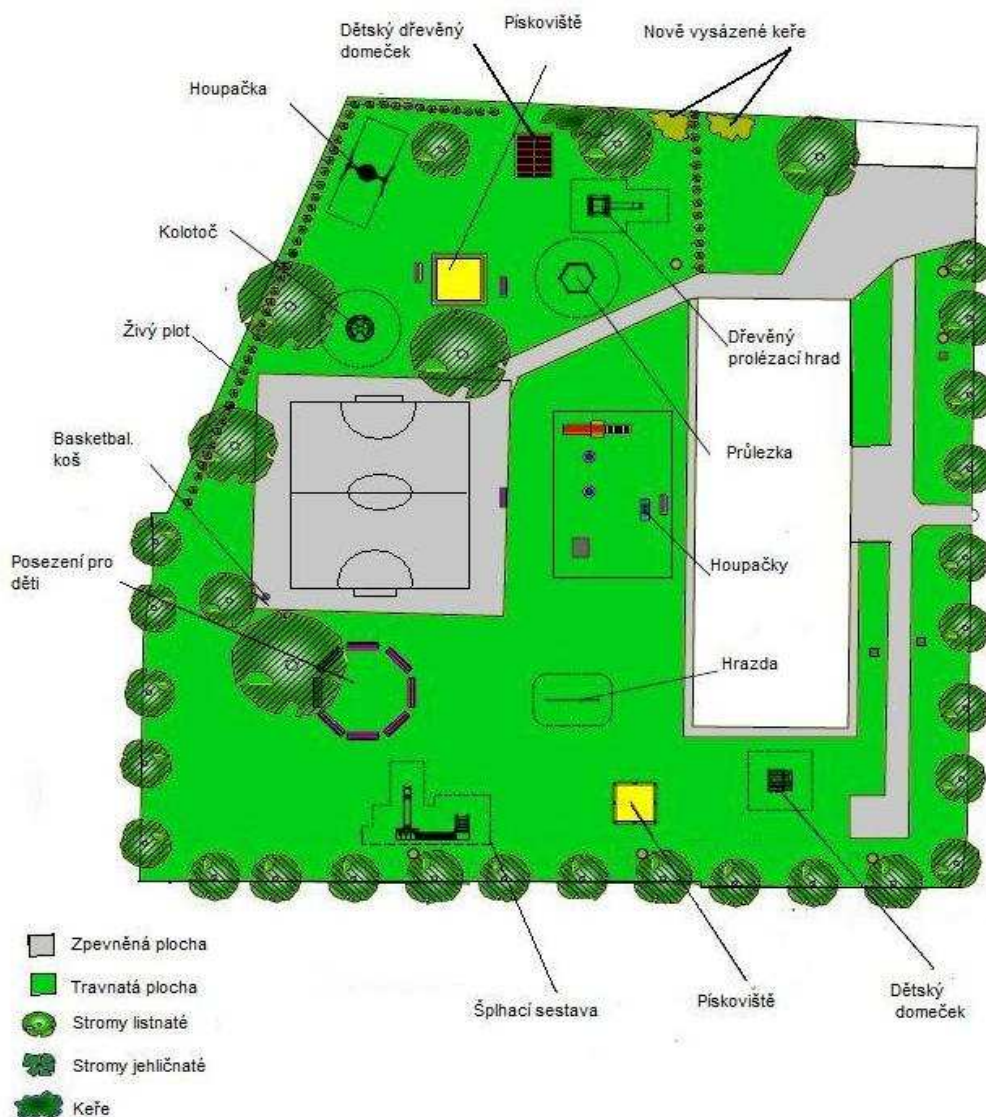 Dětský dřevěný
domeček
Pískoviště
Nově vysázené keře
Houpačka
Kolotoč
Živý plot
Dřevěný
prolézací hrad
Basketbal.
koš
Průlezka
Posezení pro
děti
Houpačky
Hrazda
Šplhací sestava
Pískoviště
Dětský
domeček
Zpevněná plocha
Travnatá plocha
Stromy listnaté
Stromy jehličnaté
Keře